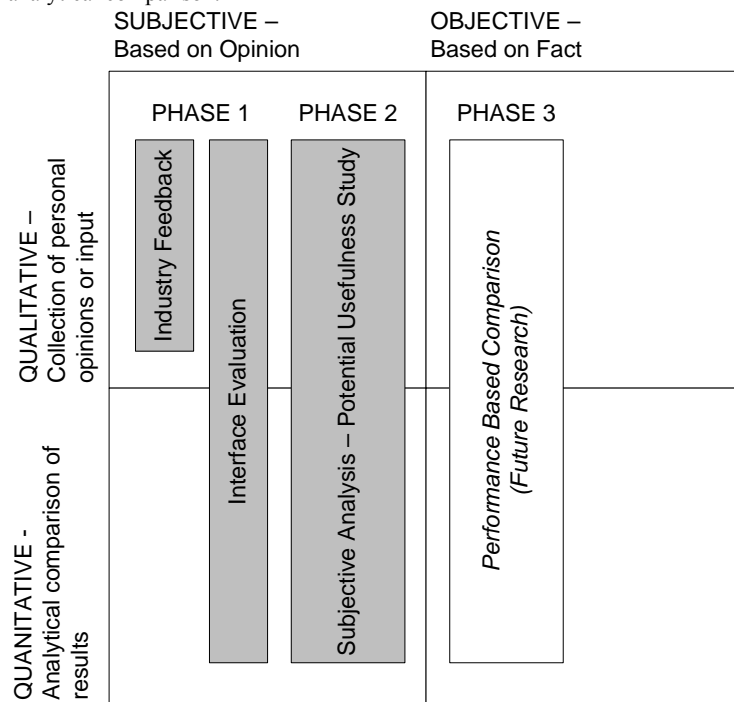 SUBJECTIVE –
Based on Opinion
OBJECTIVE –
Based on Fact
PHASE 1
PHASE 2
PHASE 3
QUALITATIVE –
Collection of personal
opinions or input
Industry Feedback
Interface Evaluation
Subjective Analysis – Potential Usefulness Study
Performance Based Comparison
(Future Research)
QUANITATIVE -
Analytical comparison of
results